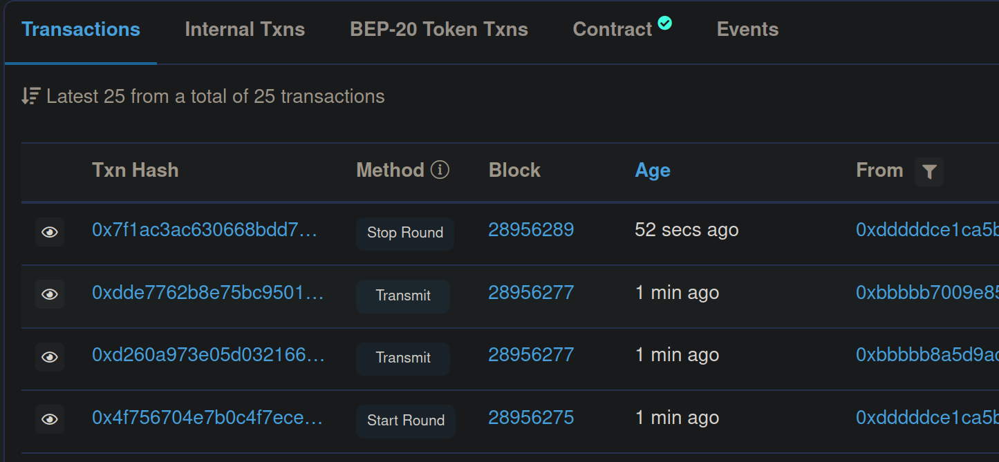 Transactions Internal Txns BEP-20 Token Txns Contract Events
Latest 25 from a total of 25 transactions
Txn Hash Method Block Age From
0x7f1ac3ac630668bdd7... Stop Round 28956289 52 secs ago 0xdddddce1ca5b
0xdde7762b8e75bc9501... Transmit 28956277 1 min ago 0xbbbbb7009e85
0xd260a973e05d032166... Transmit 28956277 1 min ago 0xbbbbb8a5d9ad
0x4f756704e7b0c4f7ece... Start Round 28956275 1 min ago 0xdddddce1ca5b